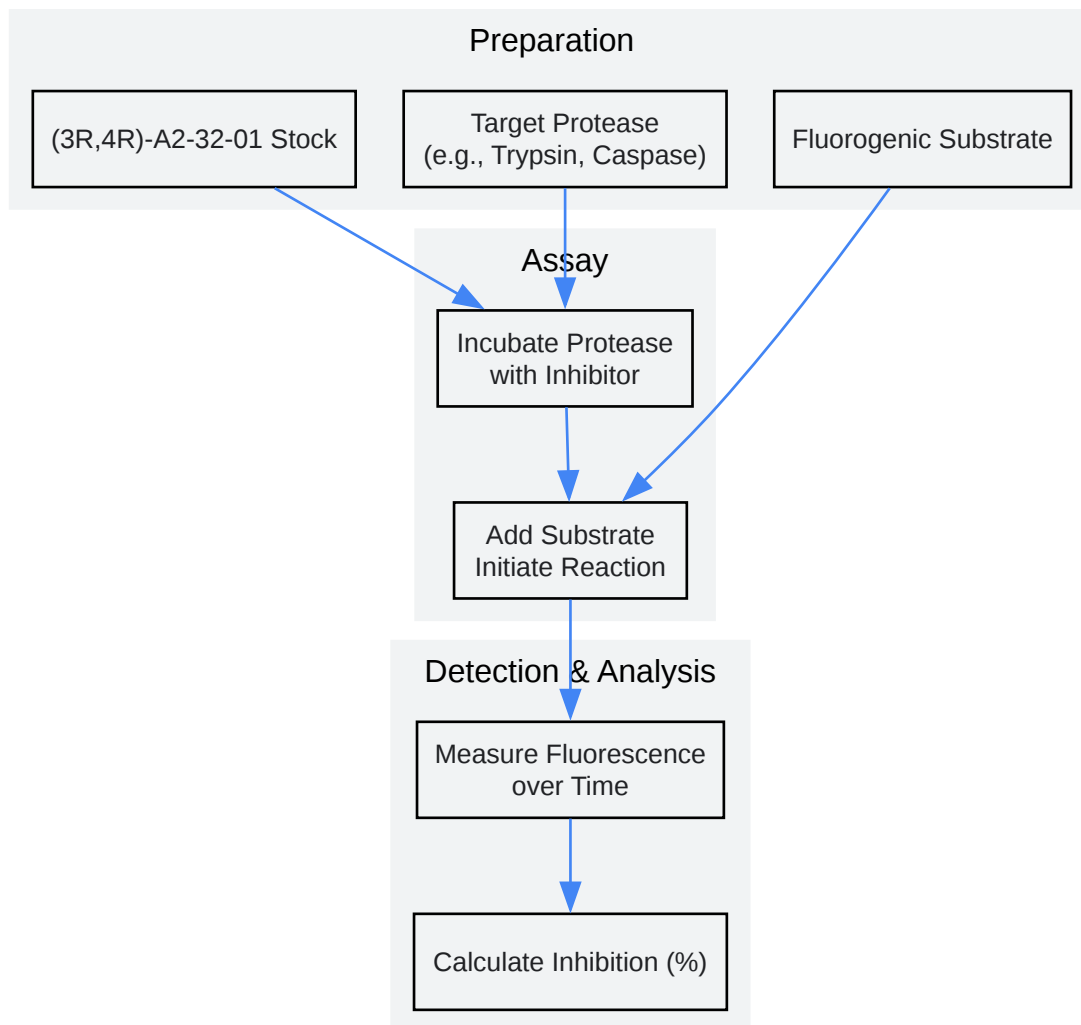 Preparation
(3R,4R)-A2-32-01 Stock
Target Protease
(e.g., Trypsin, Caspase)
Fluorogenic Substrate
Assay
Incubate Protease
with Inhibitor
Add Substrate
Initiate Reaction
Detection & Analysis
Measure Fluorescence
over Time
Calculate Inhibition (%)